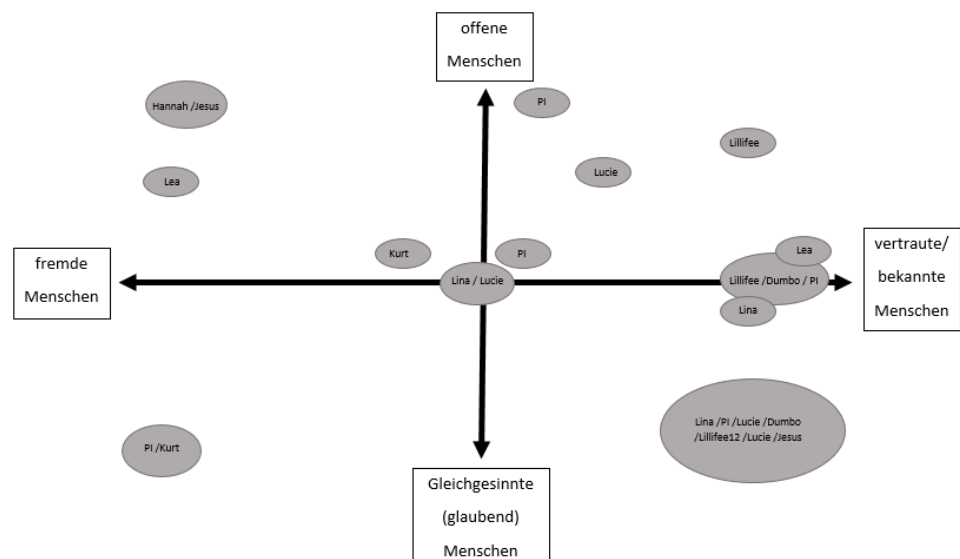 offene
Menschen
Hannah /Jesus
PI
Lillifee
Lucie
Lea
Kurt
PI
Lea
fremde
Menschen
Lina / Lucie
Lillifee /Dumbo / PI
Lina
vertraute/
bekannte
Menschen
PI /Kurt
Lina /PI /Lucie /Dumbo
/Lillifee12 /Lucie /Jesus
Gleichgesinnte
(glaubend)
Menschen